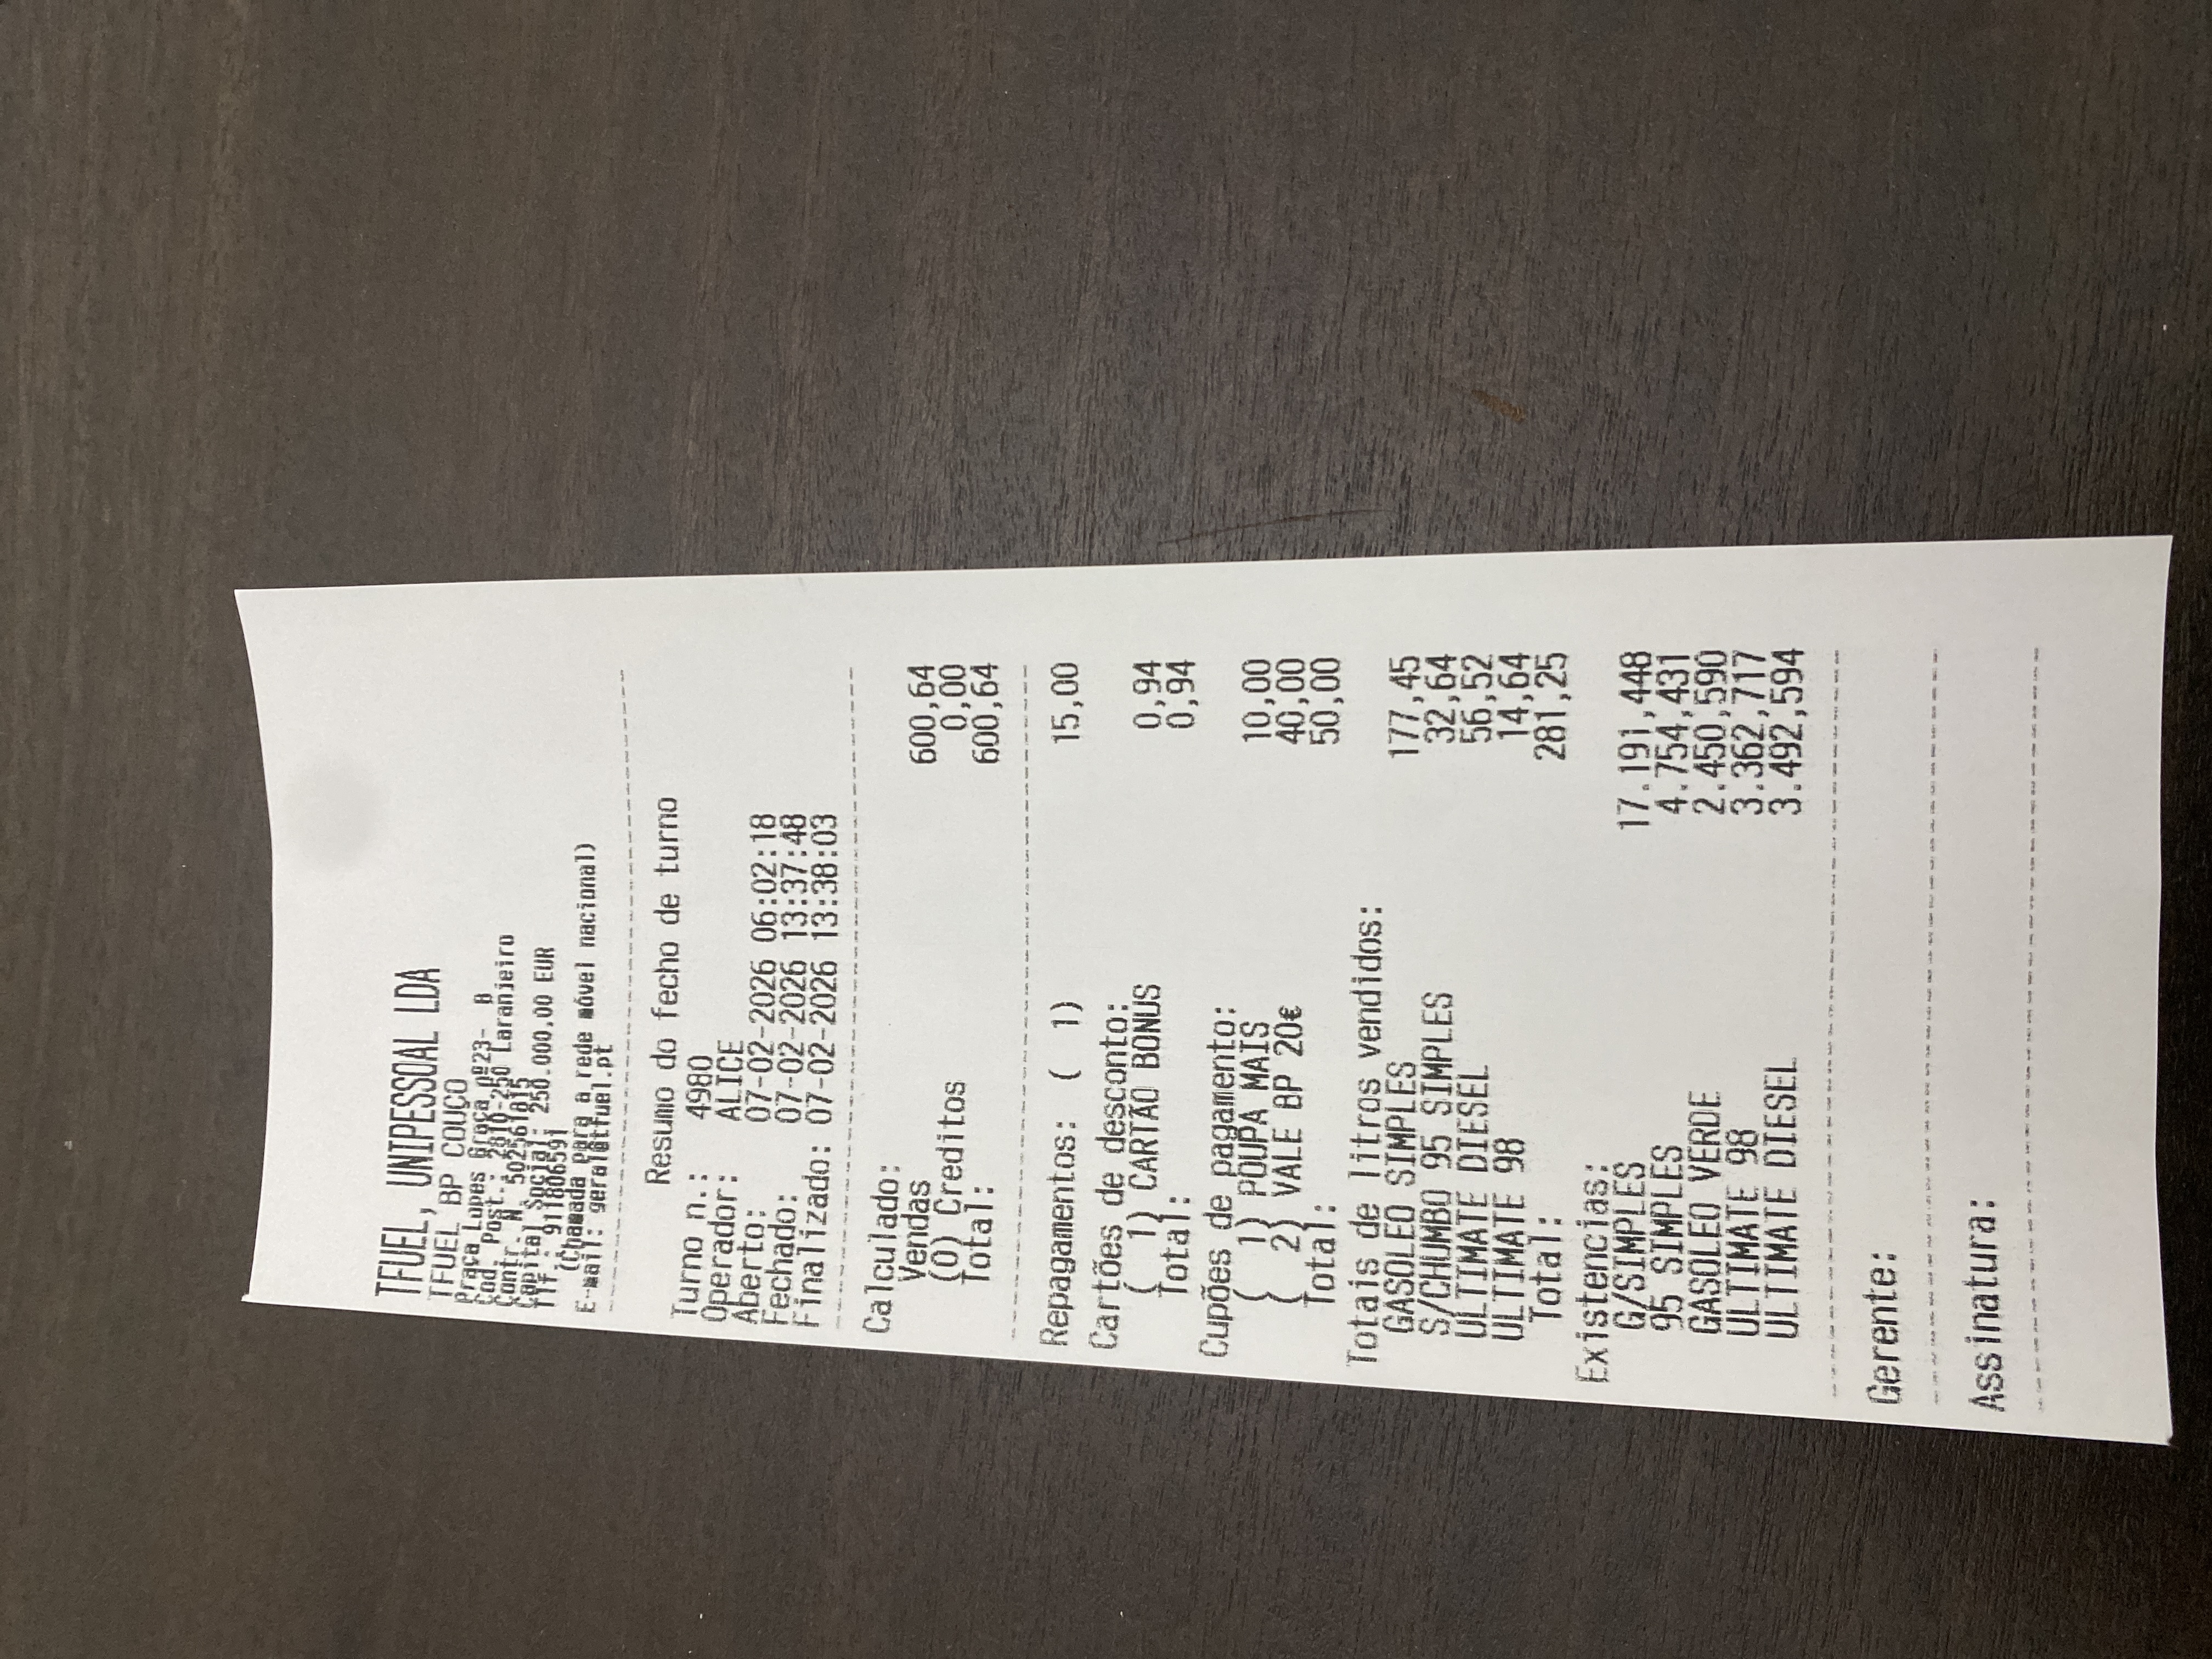 TFUEL, UNIPESSOAL LDA
TFUEL BP COUÇO
Praça Lopes Graça nº23- B
Cod. Post.: 2810-250 Laranjeiro
Contr. N. 502561815
Capital Social: 250.000,00 EUR
Tlf.: 911806591
(Chamada para a rede móvel nacional)
E-mail: geral@tfuel.pt
Resumo do fecho de turno
Turno n.: 4980
Operador: ALICE
Aberto: 07-02-2026 06:02:18
Fechado: 07-02-2026 13:37:48
Finalizado: 07-02-2026 13:38:03
Calculado:
Vendas 600,64
(0) Creditos 0,00
Total: 600,64
Repagamentos: ( 1) 15,00
Cartões de desconto:
( 1) CARTÃO BONUS 0,94
Total: 0,94
Cupões de pagamento:
( 1) POUPA MAIS 10,00
( 2) VALE BP 20€ 40,00
Total: 50,00
Totais de litros vendidos:
GASOLEO SIMPLES 177,45
S/CHUMBO 95 SIMPLES 32,64
ULTIMATE DIESEL 56,52
ULTIMATE 98 14,64
Total: 281,25
Existencias:
G/SIMPLES 17.191,448
95 SIMPLES 4.754,431
GASOLEO VERDE 2.450,590
ULTIMATE 98 3.362,717
ULTIMATE DIESEL 3.492,594
Gerente:
Assinatura: